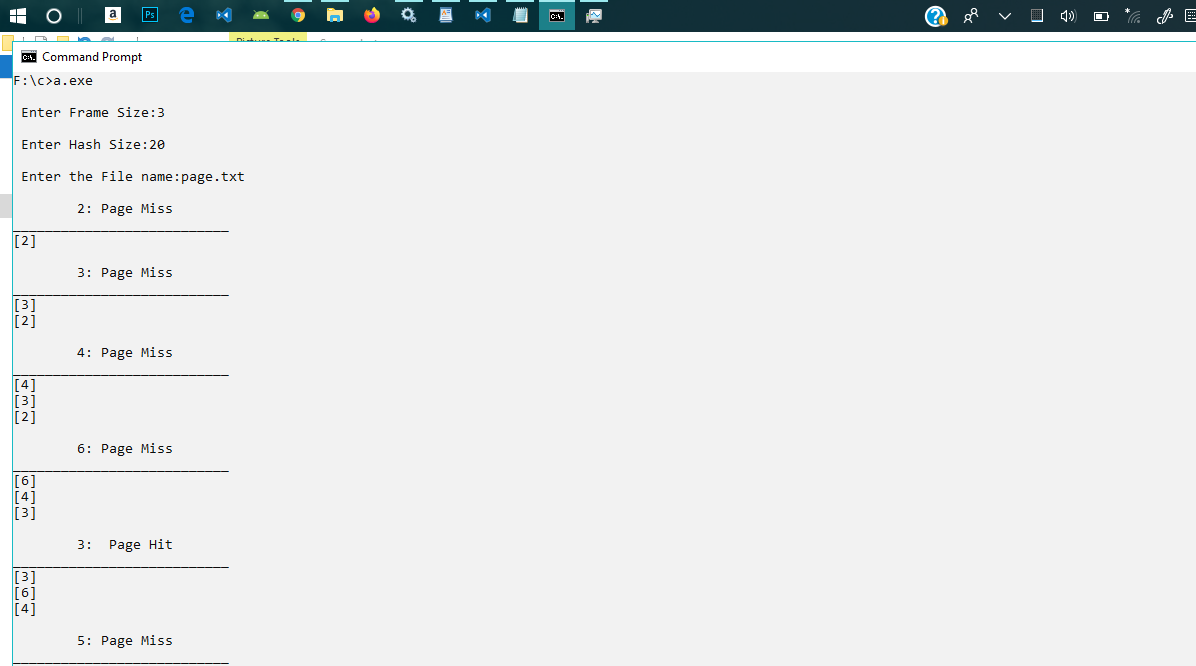 Command Prompt
F:\c>a.exe
Enter Frame Size:3
Enter Hash Size:20
Enter the File name:page.txt
2: Page Miss
___________________________
[2]
3: Page Miss
___________________________
[3]
[2]
4: Page Miss
___________________________
[4]
[3]
[2]
6: Page Miss
___________________________
[6]
[4]
[3]
3:  Page Hit
___________________________
[3]
[6]
[4]
5: Page Miss
___________________________